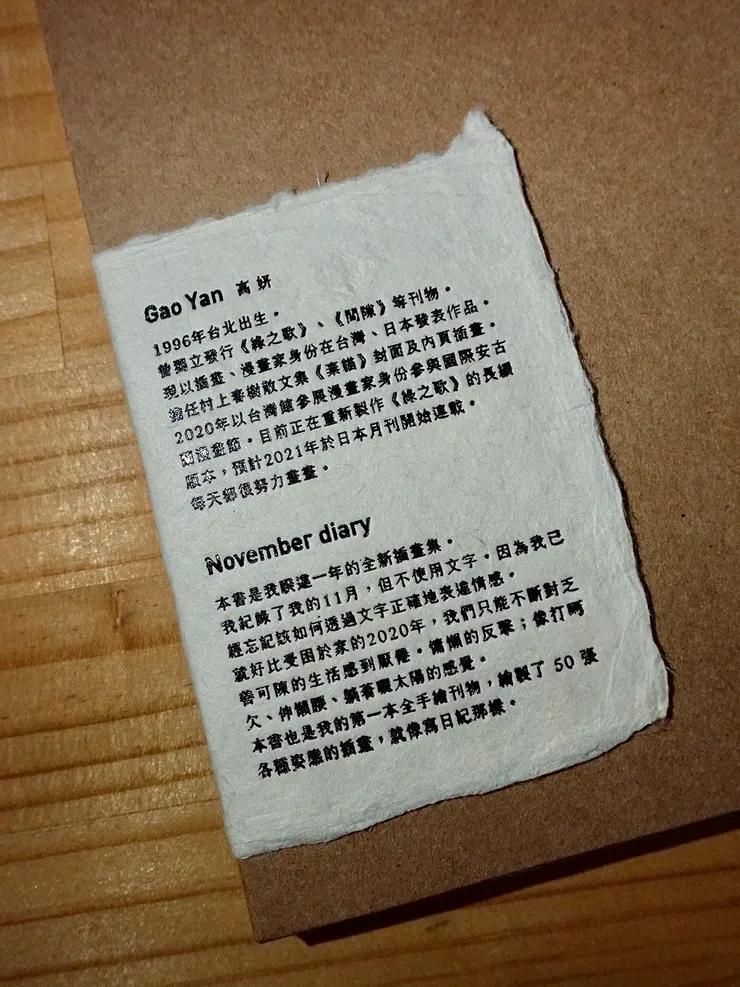 Gao Yan 高妍
1996年台北出生。
曾獨立發行《綠之歌》、《間隙》等刊物。
現以插畫、漫畫家身份在台灣、日本發表作品。
擔任村上春樹散文集《棄貓》封面及內頁插畫。
2020年以台灣館參展漫畫家身份參與國際安古
蘭漫畫節。目前正在重新製作《綠之歌》的長篇
版本，預計2021年於日本月刊開始連載。
每天都很努力畫畫。
November diary
本書是我睽違一年的全新插畫集。
我紀錄了我的11月，但不使用文字。因為我已
經忘記該如何透過文字正確地表達情感。
就好比受困於家的2020年，我們只能不斷對乏
善可陳的生活感到厭倦。慵懶的反擊；像打呵
欠、伸懶腰、躺著曬太陽的感覺。
本書也是我的第一本全手繪刊物，繪製了 50 張
各種姿態的插畫，就像寫日記那樣。